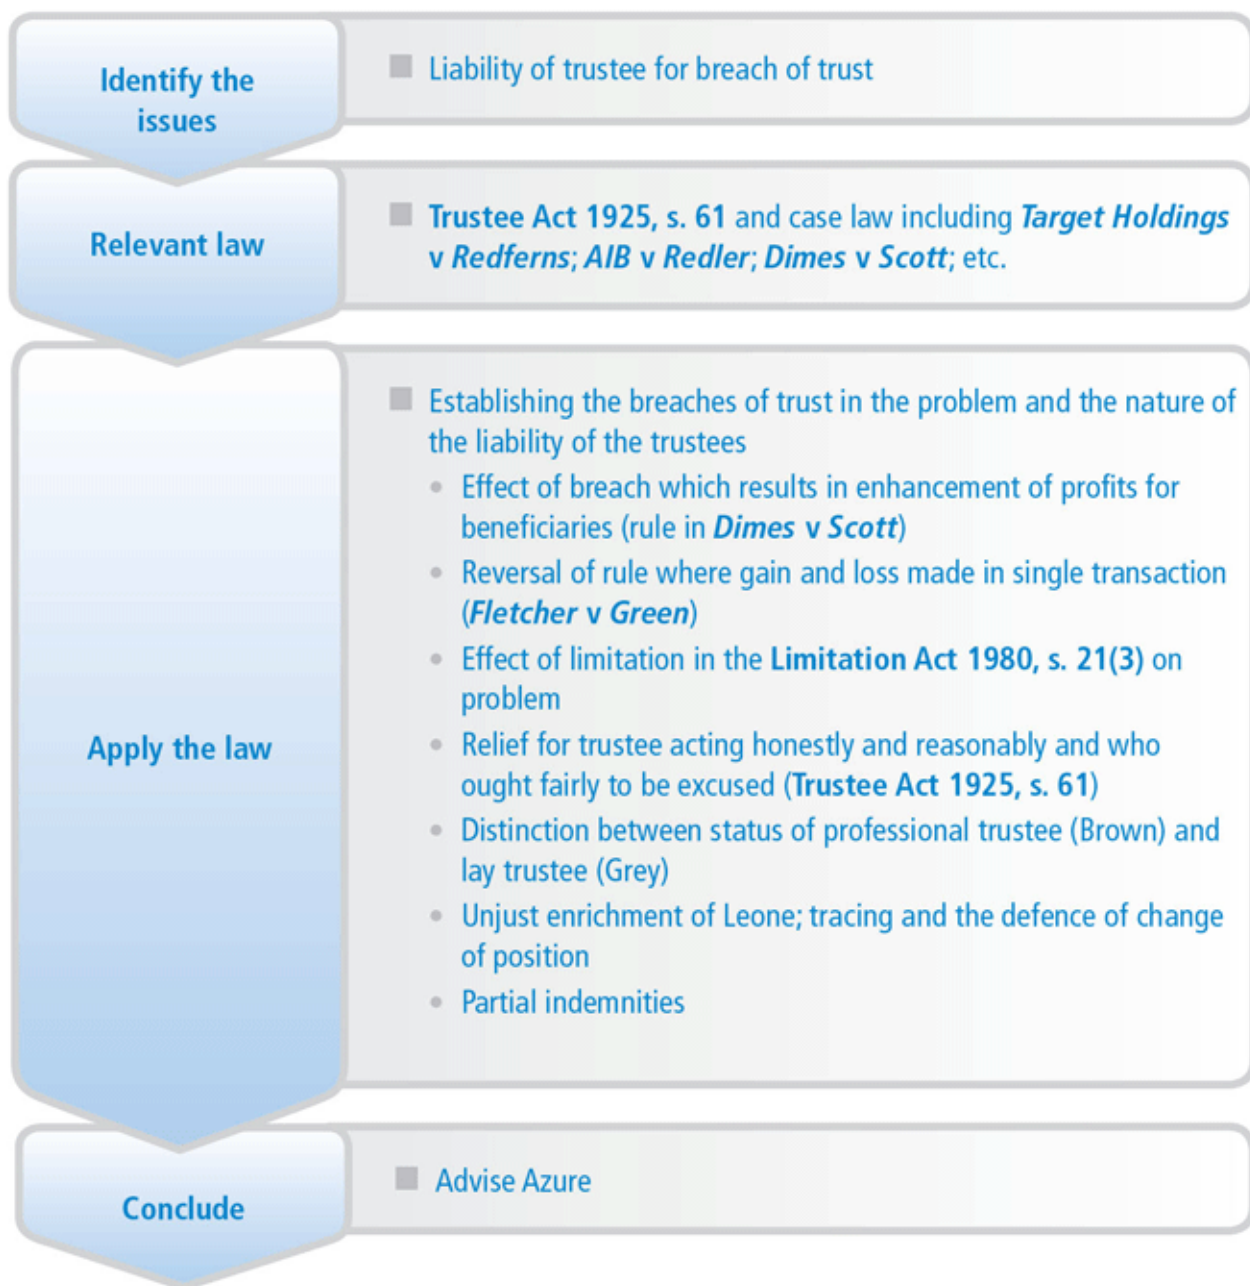 Identify the
issues
Liability of trustee for breach of trust
Relevant law
Trustee Act 1925, s. 61 and case law including Target Holdings
v Redferns; AIB v Redler; Dimes v Scott; etc.
Apply the law
Establishing the breaches of trust in the problem and the nature of
the liability of the trustees
Effect of breach which results in enhancement of profits for
beneficiaries (rule in Dimes v Scott)
Reversal of rule where gain and loss made in single transaction
(Fletcher v Green)
Effect of limitation in the Limitation Act 1980, s. 21(3) on
problem
Relief for trustee acting honestly and reasonably and who
ought fairly to be excused (Trustee Act 1925, s. 61)
Distinction between status of professional trustee (Brown) and
lay trustee (Grey)
Unjust enrichment of Leone; tracing and the defence of change
of position
Partial indemnities
Conclude
Advise Azure